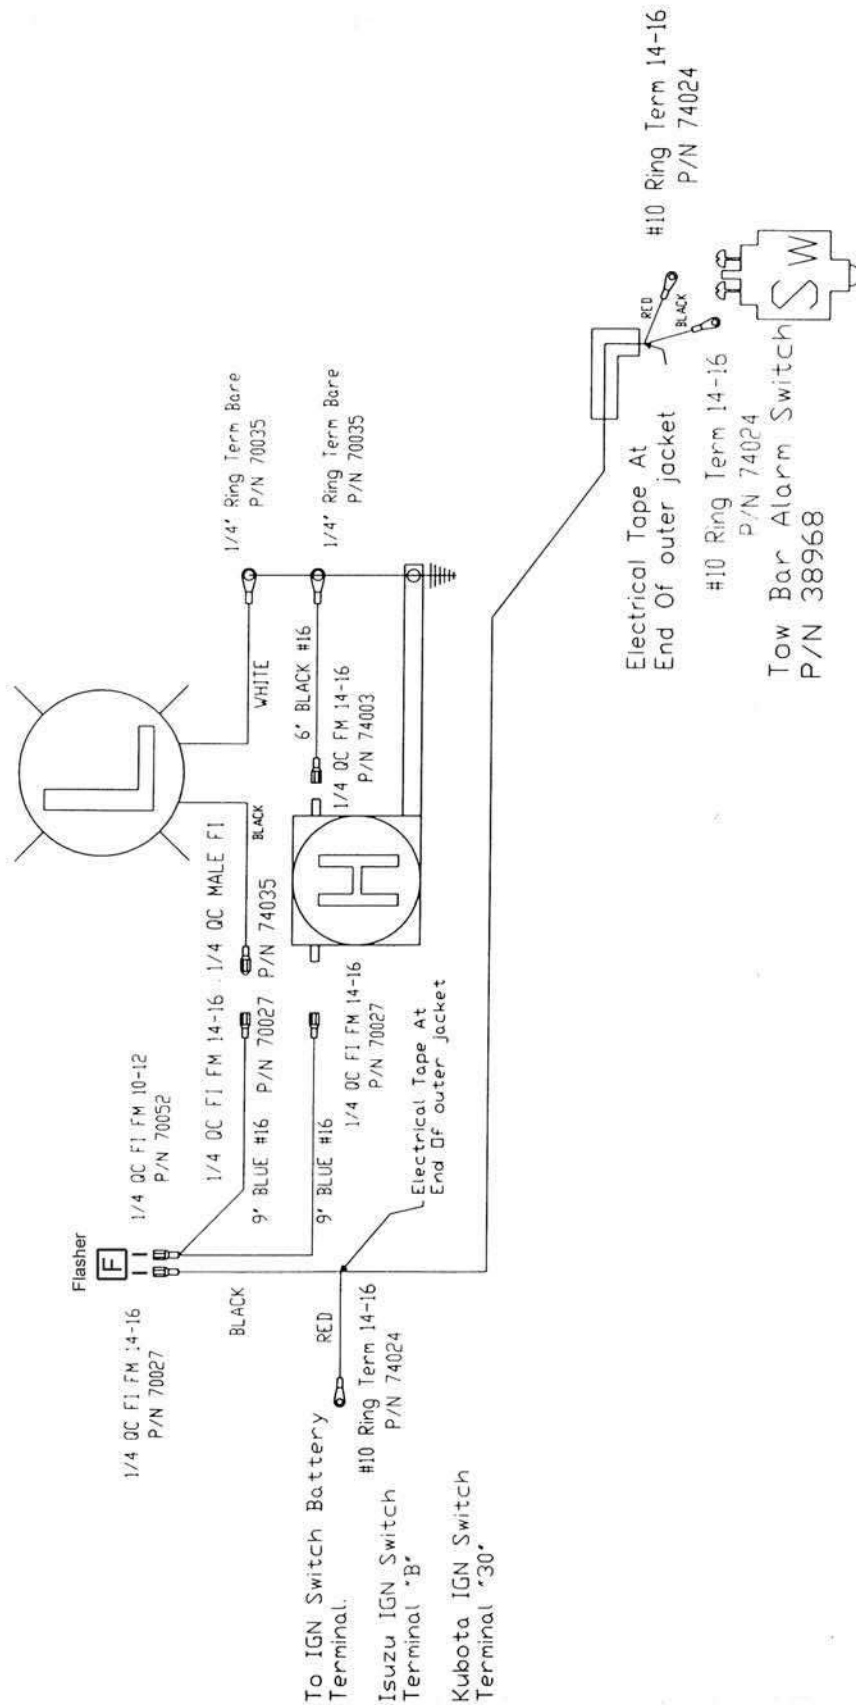 Flasher
F
1/4 QC FI FM 14-16
P/N 70027
1/4 QC FI FM 10-12
P/N 70052
1/4 QC FI FM 14-16
P/N 70027
1/4 QC MALE FI
P/N 74035
BLACK
9" BLUE #16
9" BLUE #16
BLACK
WHITE
L
1/4" Ring Term Bare
P/N 70035
6" BLACK #16
1/4" Ring Term Bare
P/N 70035
1/4 QC FM 14-16
P/N 74003
H
1/4 QC FI FM 14-16
P/N 70027
Electrical Tape At
End Of outer jacket
RED
#10 Ring Term 14-16
P/N 74024
To IGN Switch Battery
Terminal.
Isuzu IGN Switch
Terminal "B"
Kubota IGN Switch
Terminal "30"
Electrical Tape At
End Of outer jacket
RED
BLACK
#10 Ring Term 14-16
P/N 74024
#10 Ring Term 14-16
P/N 74024
Tow Bar Alarm Switch
P/N 38968
SW